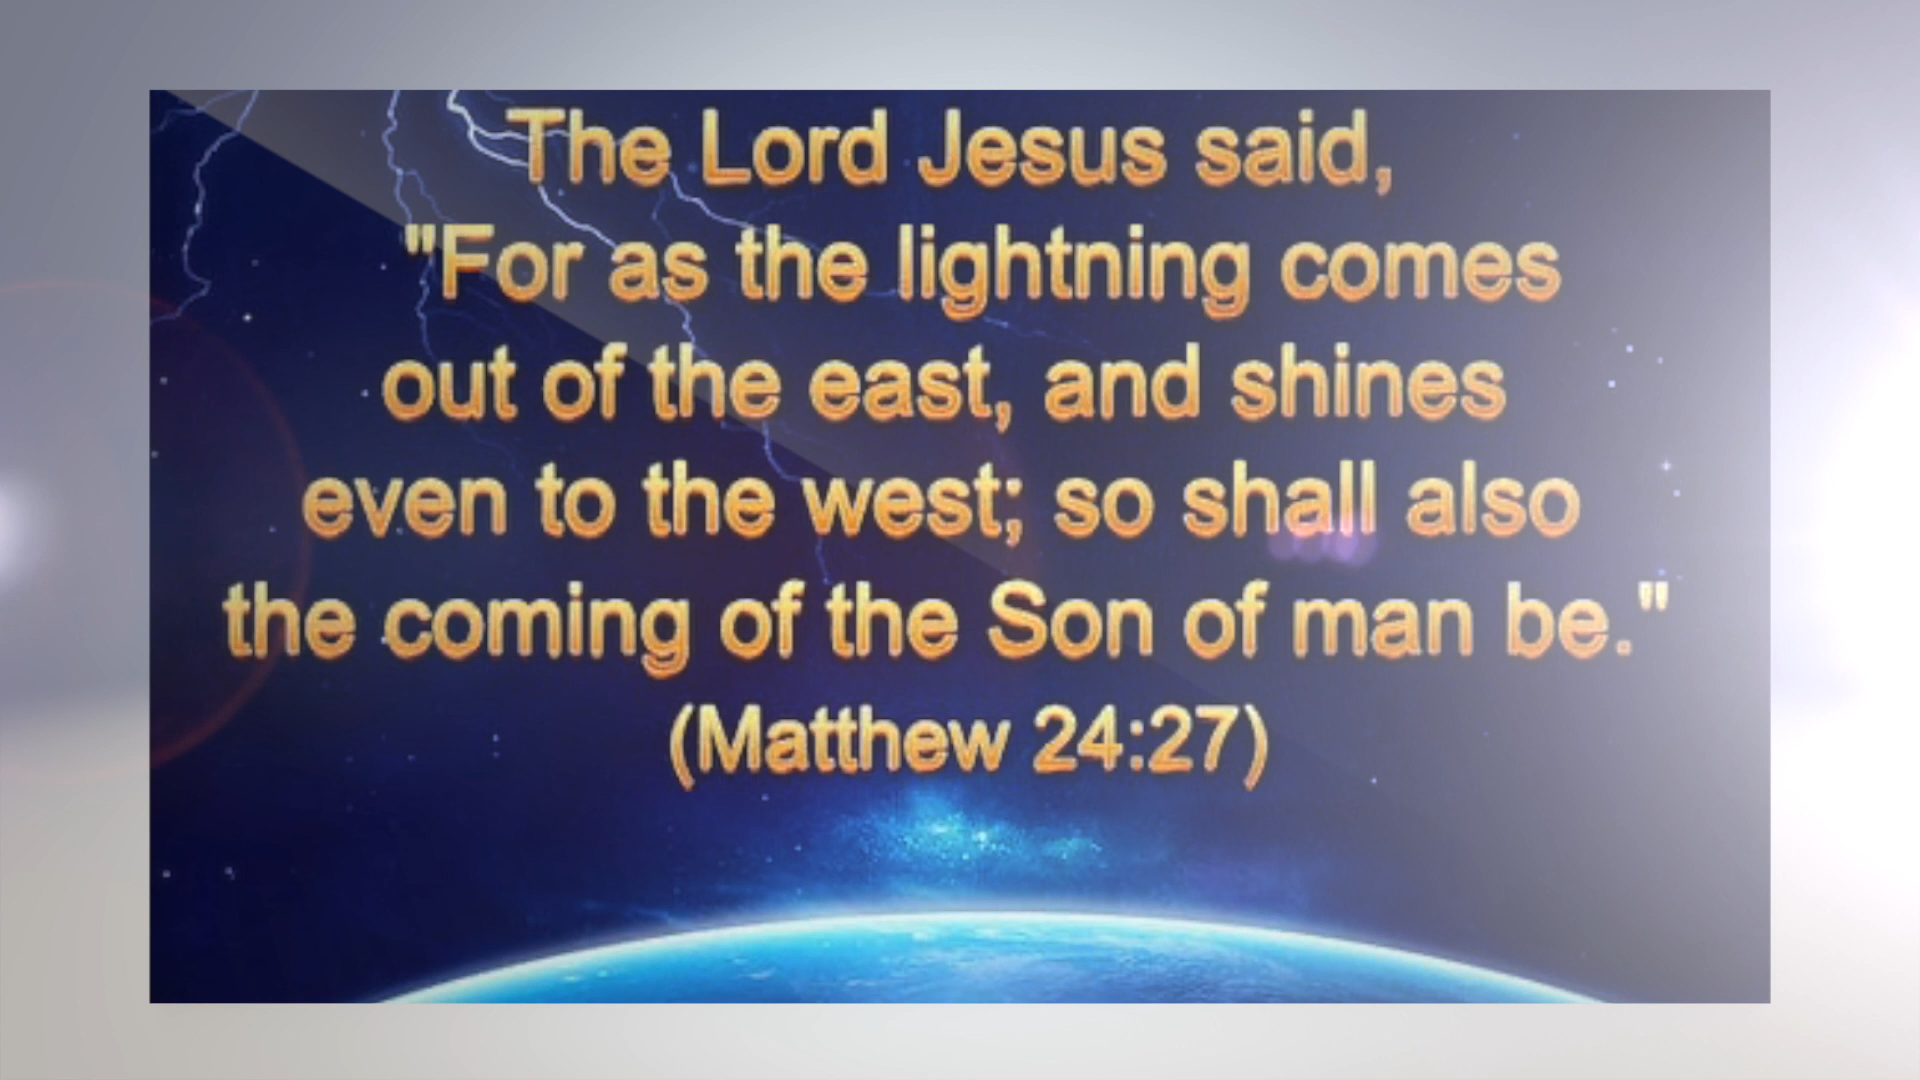 The Lord Jesus said,
"For as the lightning comes
out of the east, and shines
even to the west; so shall also
the coming of the Son of man be."
(Matthew 24:27)